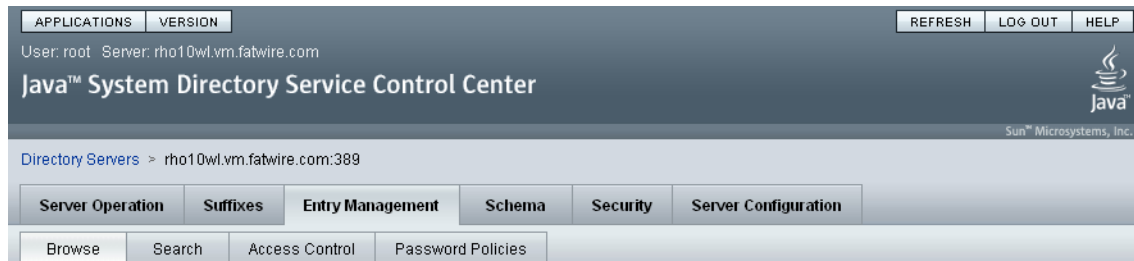 APPLICATIONS VERSION REFRESH LOG OUT HELP
User: root Server: rho10wl.vm.fatwire.com
Java™ System Directory Service Control Center
Java™
Sun™ Microsystems, Inc.
Directory Servers > rho10wl.vm.fatwire.com:389
Server Operation Suffixes Entry Management Schema Security Server Configuration
Browse Search Access Control Password Policies